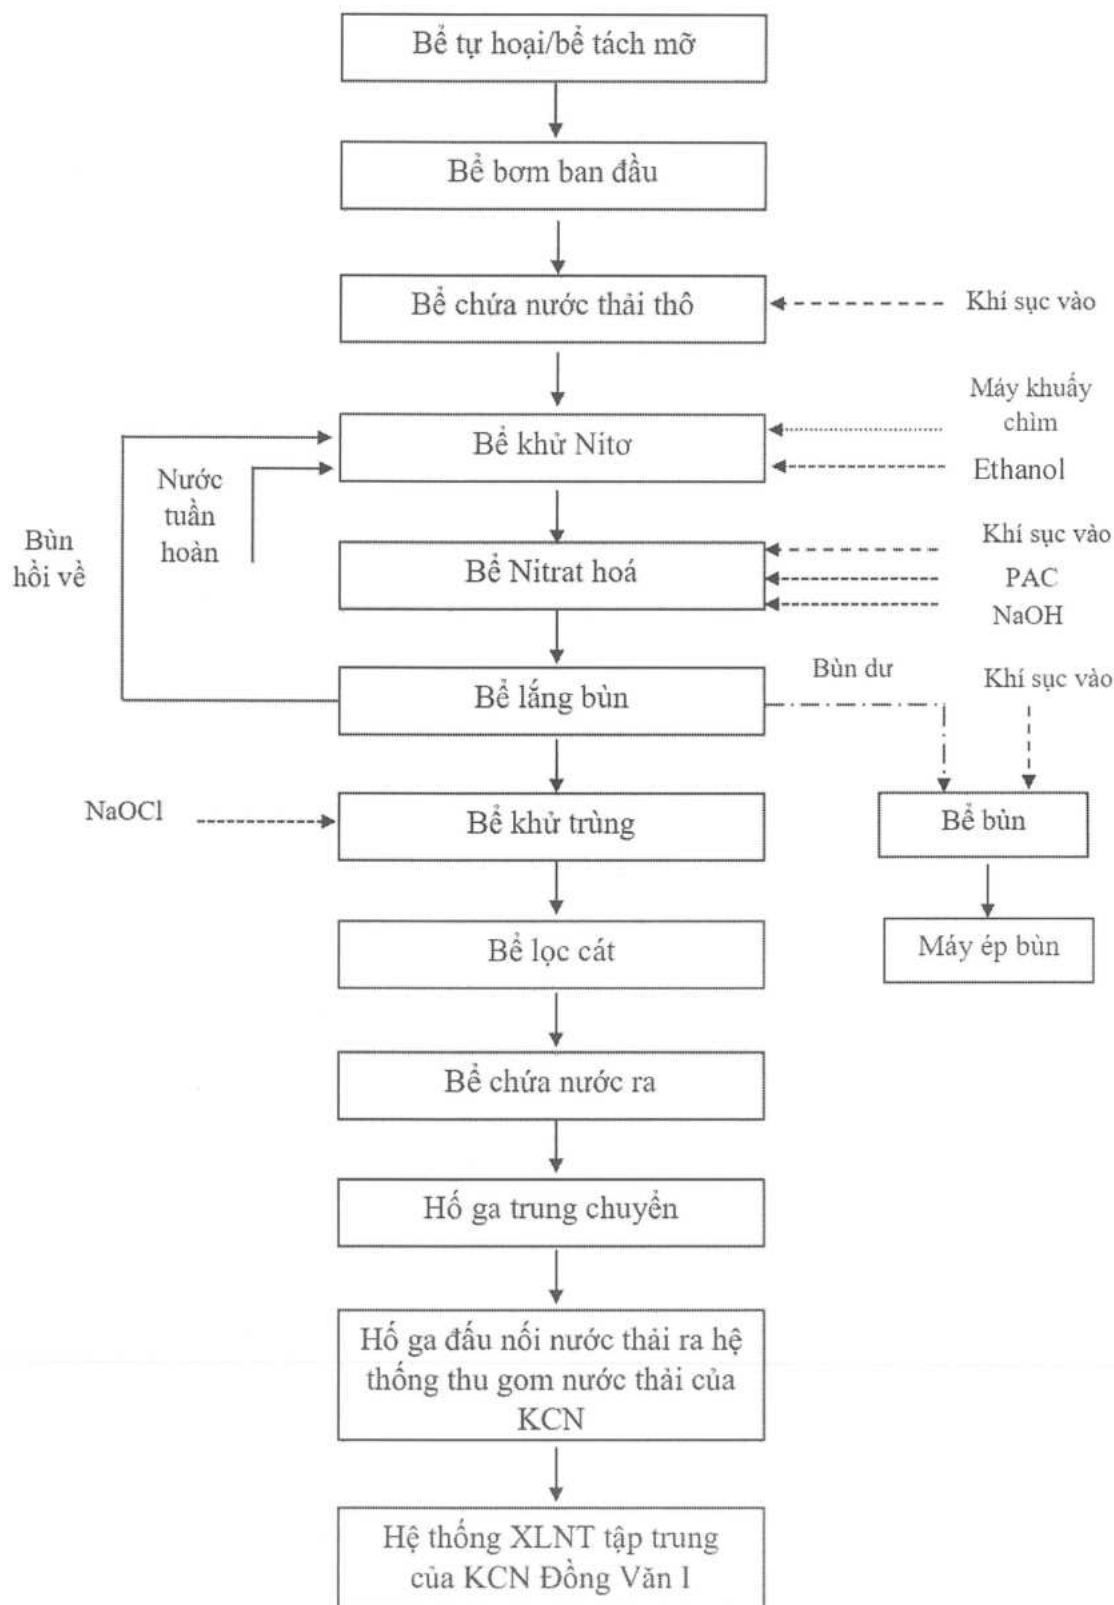 Bể tự hoại/bể tách mỡ
Bể bơm ban đầu
Bể chứa nước thải thô
Khí sục vào
Máy khuấy
chìm
Bể khử Nitơ
Ethanol
Nước
tuần
hoàn
Bùn
hồi về
Khí sục vào
Bể Nitrat hoá
PAC
NaOH
Bùn dư
Khí sục vào
Bể lắng bùn
NaOCl
Bể khử trùng
Bể bùn
Bể lọc cát
Máy ép bùn
Bể chứa nước ra
Hố ga trung chuyển
Hố ga đấu nối nước thải ra hệ
thống thu gom nước thải của
KCN
Hệ thống XLNT tập trung
của KCN Đồng Văn I